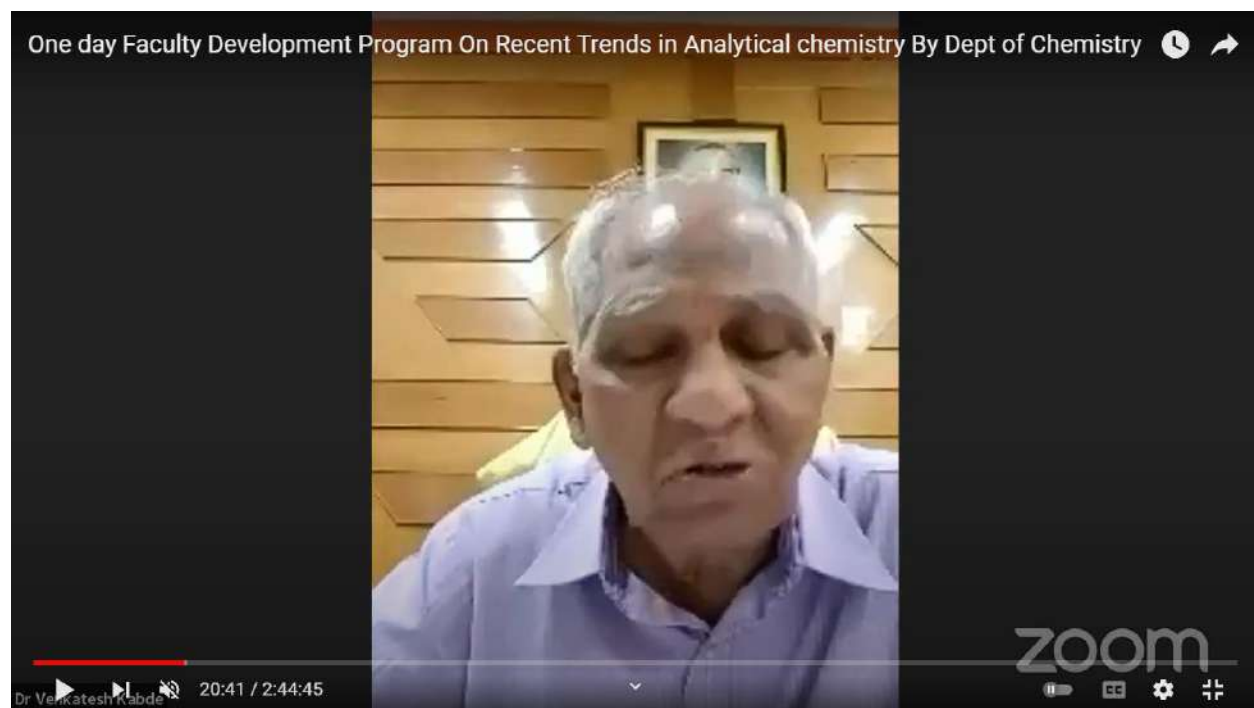 One day Faculty Development Program On Recent Trends in Analytical chemistry By Dept of Chemistry
zoom
20:41 / 2:44:45
CC
Dr Venkatesh Kabde